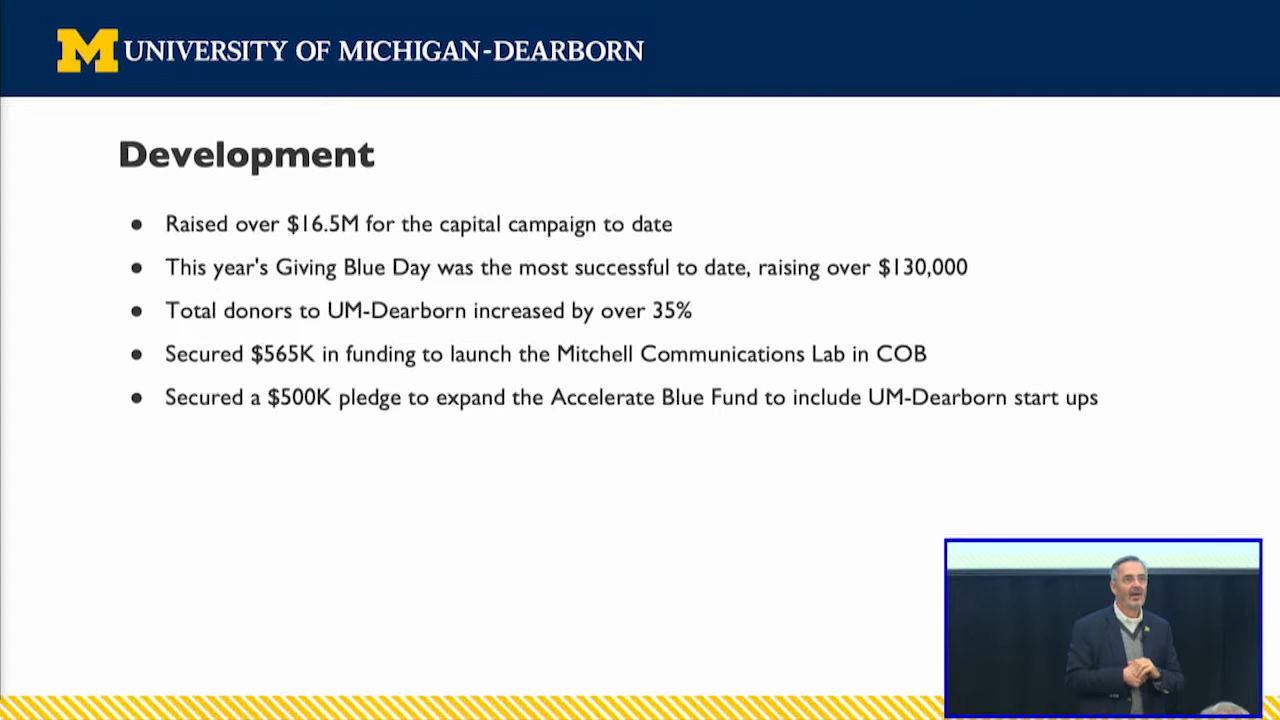 M UNIVERSITY OF MICHIGAN-DEARBORN
Development
● Raised over $16.5M for the capital campaign to date
● This year's Giving Blue Day was the most successful to date, raising over $130,000
● Total donors to UM-Dearborn increased by over 35%
● Secured $565K in funding to launch the Mitchell Communications Lab in COB
● Secured a $500K pledge to expand the Accelerate Blue Fund to include UM-Dearborn start ups